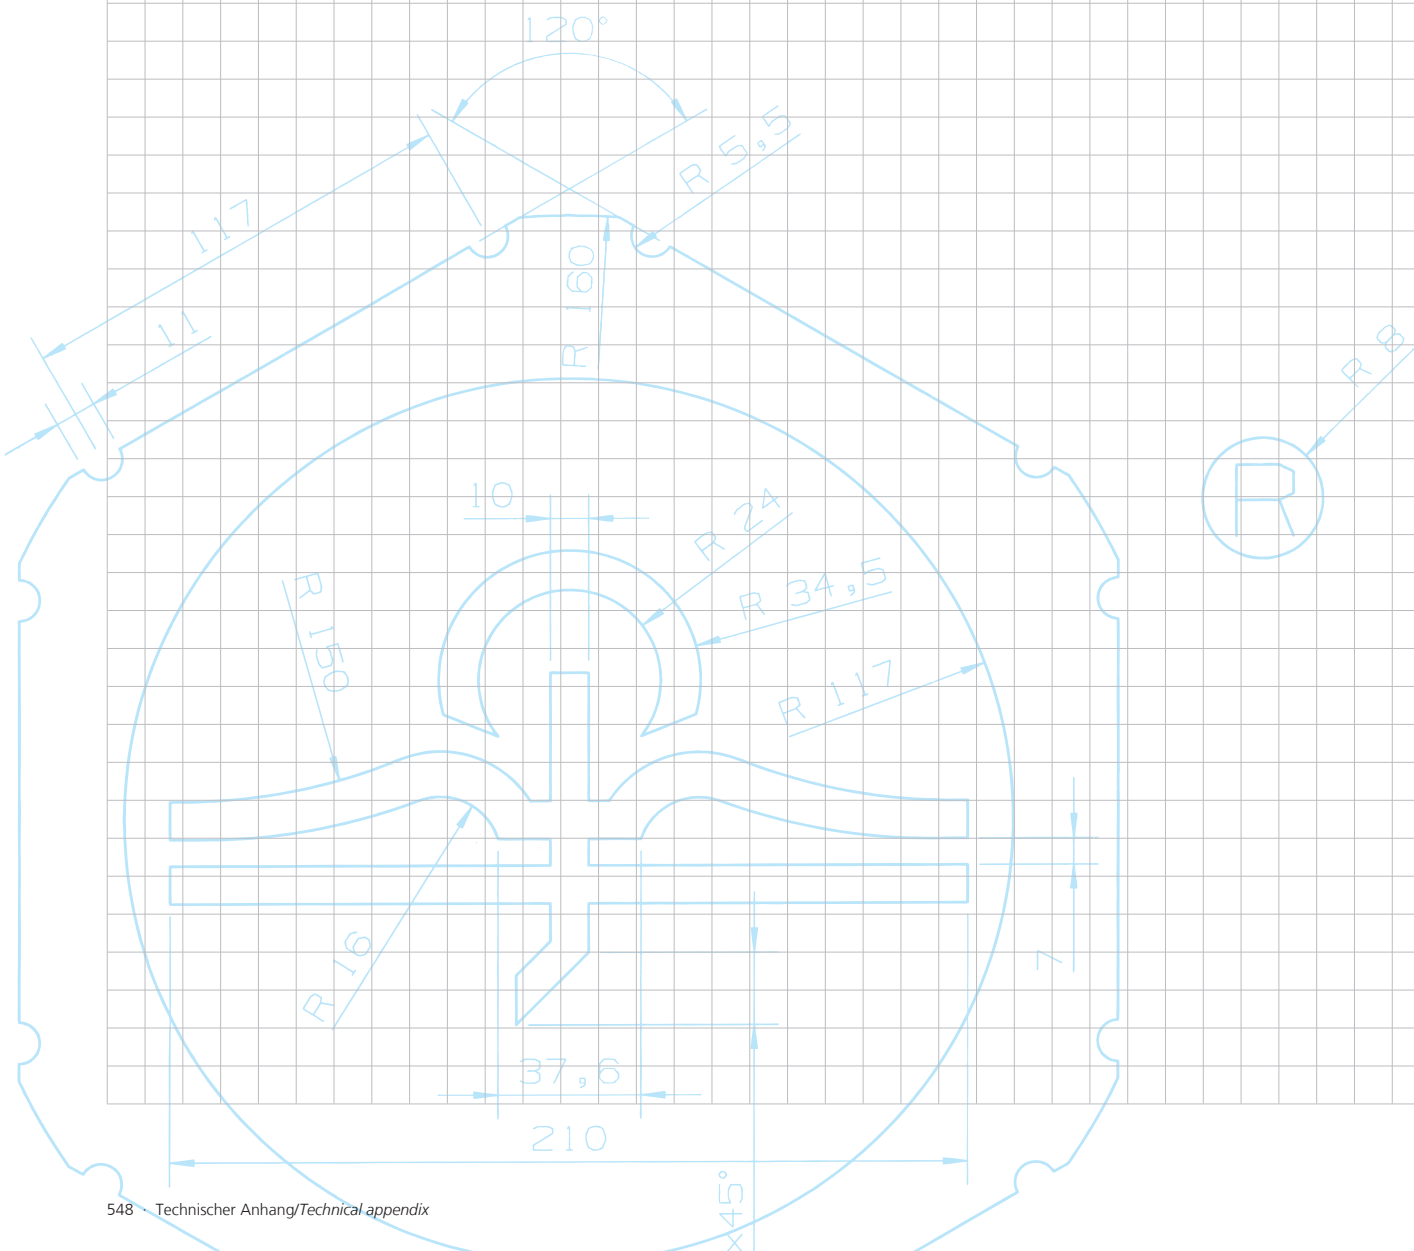 120°
R 5,5
117
R 160
11
R 8
R
10
R 24
R 34,5
R 150
R 117
R 16
7
37,6
210
x45°
548 · Technischer Anhang/Technical appendix